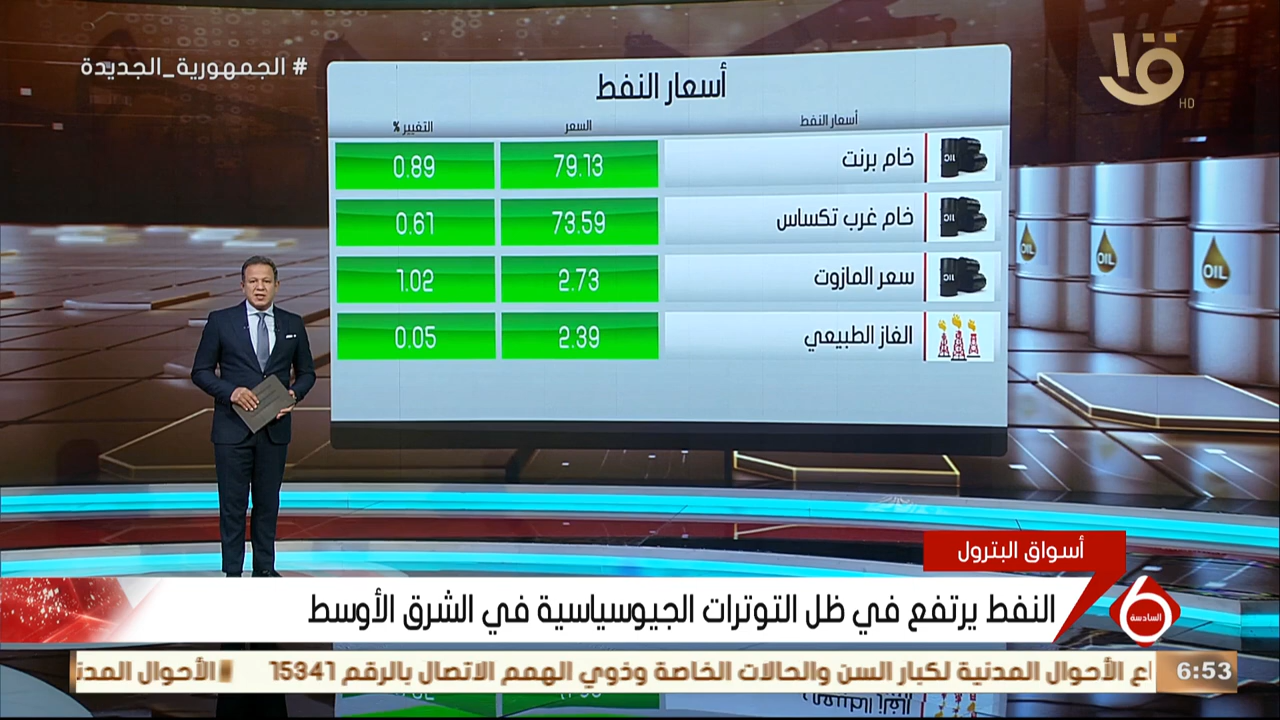 # الجمهورية_الجديدة
HD
أسعار النفط
أسعار النفط السعر التغيير %
خام برنت 79.13 0.89
خام غرب تكساس 73.59 0.61
سعر المازوت 2.73 1.02
الغاز الطبيعي 2.39 0.05
OIL OIL OIL
أسواق البترول
النفط يرتفع في ظل التوترات الجيوسياسية في الشرق الأوسط
السادسة
6:53 اع الأحوال المدنية لكبار السن والحالات الخاصة وذوي الهمم الاتصال بالرقم 15341 الأحوال المدن